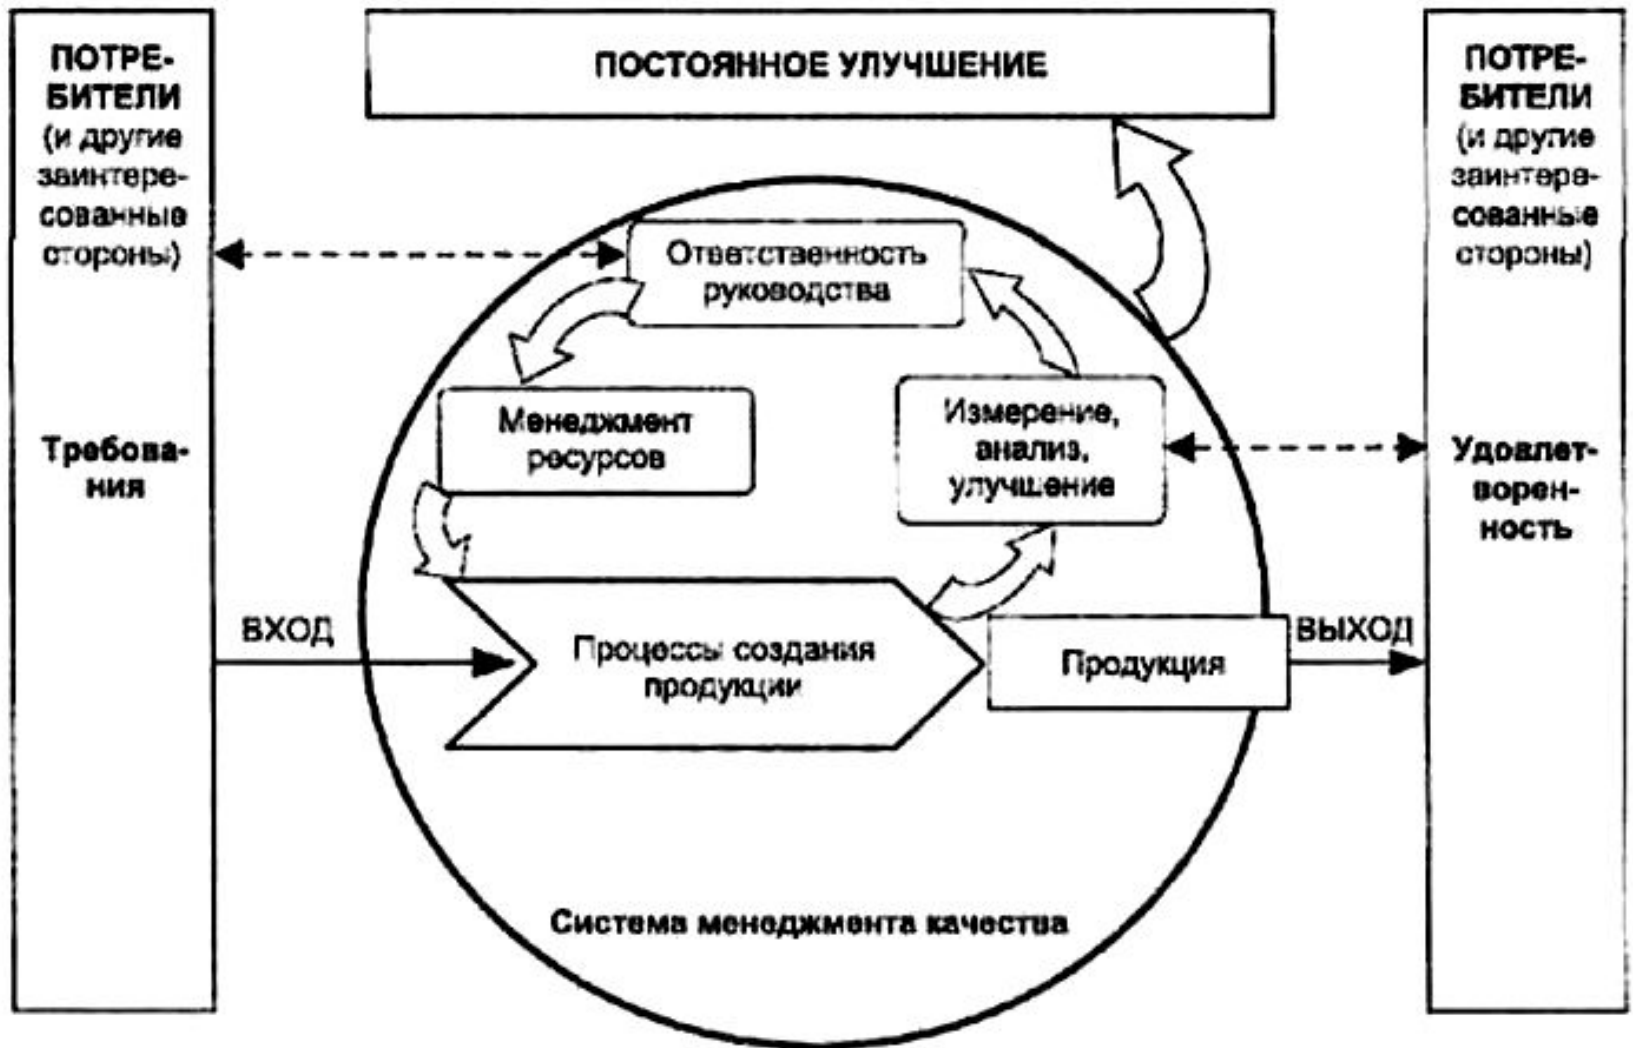 ПОТРЕ-
БИТЕЛИ
(и другие
заинтере-
сованные
стороны)
Требова-
ния
ПОСТОЯННОЕ УЛУЧШЕНИЕ
Ответственность
руководства
Менеджмент
ресурсов
Измерение,
анализ,
улучшение
ВХОД
Процессы создания
продукции
Продукция
ВЫХОД
Система менеджмента качества
ПОТРЕ-
БИТЕЛИ
(и другие
заинтере-
сованные
стороны)
Удовлет-
ворен-
ность